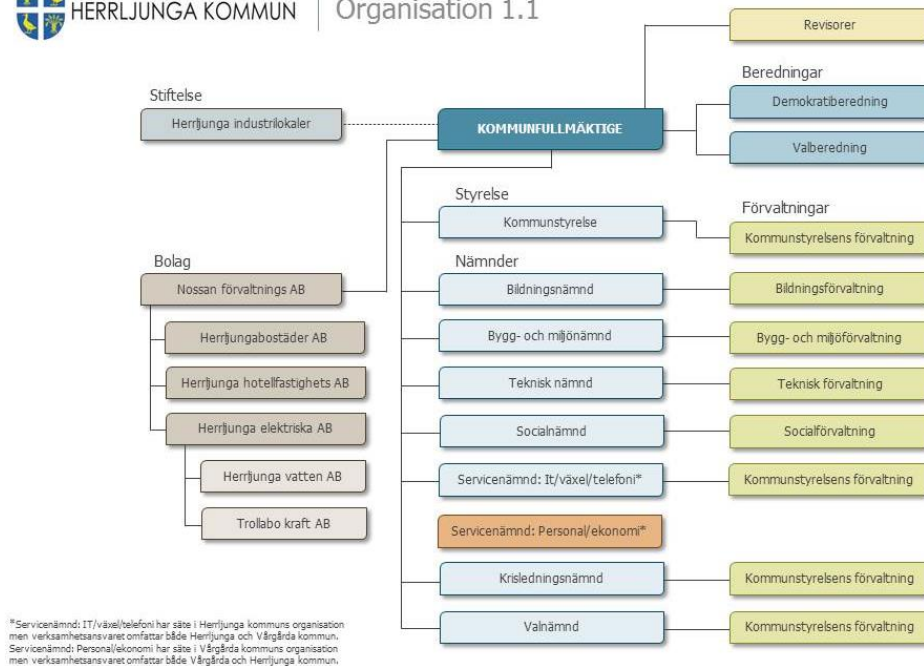 HERRLJUNGA KOMMUN
Organisation 1.1
Revisorer
Beredningar
Demokratiberedning
Valberedning
Stiftelse
Herrljunga industrilokaler
KOMMUNFULLMÄKTIGE
Styrelse
Kommunstyrelse
Förvaltningar
Kommunstyrelsens förvaltning
Bolag
Nossan förvaltnings AB
Herrljungabostäder AB
Herrljunga hotellfastighets AB
Herrljunga elektriska AB
Herrljunga vatten AB
Trollabo kraft AB
Nämnder
Bildningsnämnd
Bildningsförvaltning
Bygg- och miljönämnd
Bygg- och miljöförvaltning
Teknisk nämnd
Teknisk förvaltning
Socialnämnd
Socialförvaltning
Servicenämnd: It/växel/telefoni*
Kommunstyrelsens förvaltning
Servicenämnd: Personal/ekonomi*
Krisledningsnämnd
Kommunstyrelsens förvaltning
Valnämnd
Kommunstyrelsens förvaltning
*Servicenämnd: IT/växel/telefoni har säte i Herrljunga kommuns organisation
men verksamhetsansvaret omfattar både Herrljunga och Vårgårda kommun.
Servicenämnd: Personal/ekonomi har säte i Vårgårda kommuns organisation
men verksamhetsansvaret omfattar både Vårgårda och Herrljunga kommun.